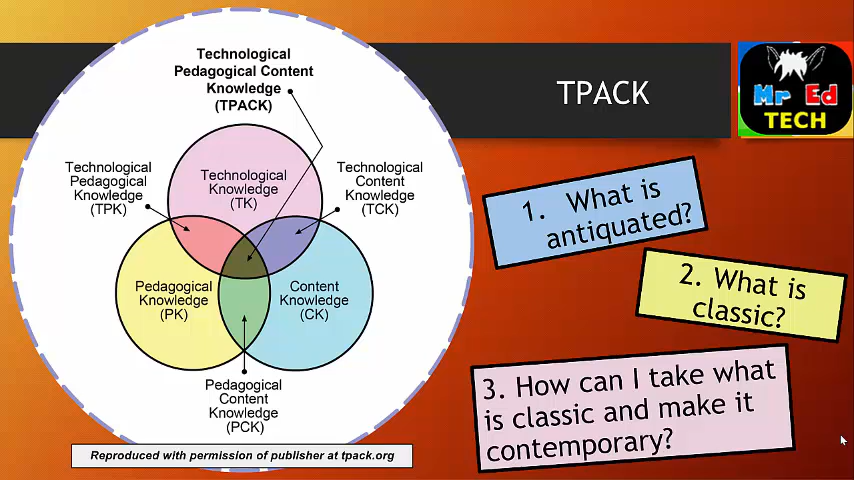 TPACK
Mr Ed
TECH
Technological
Pedagogical Content
Knowledge
(TPACK)
Technological
Pedagogical
Knowledge
(TPK)
Technological
Knowledge
(TK)
Technological
Content
Knowledge
(TCK)
Pedagogical
Knowledge
(PK)
Content
Knowledge
(CK)
Pedagogical
Content
Knowledge
(PCK)
Reproduced with permission of publisher at tpack.org
1. What is
antiquated?
2. What is
classic?
3. How can I take what
is classic and make it
contemporary?